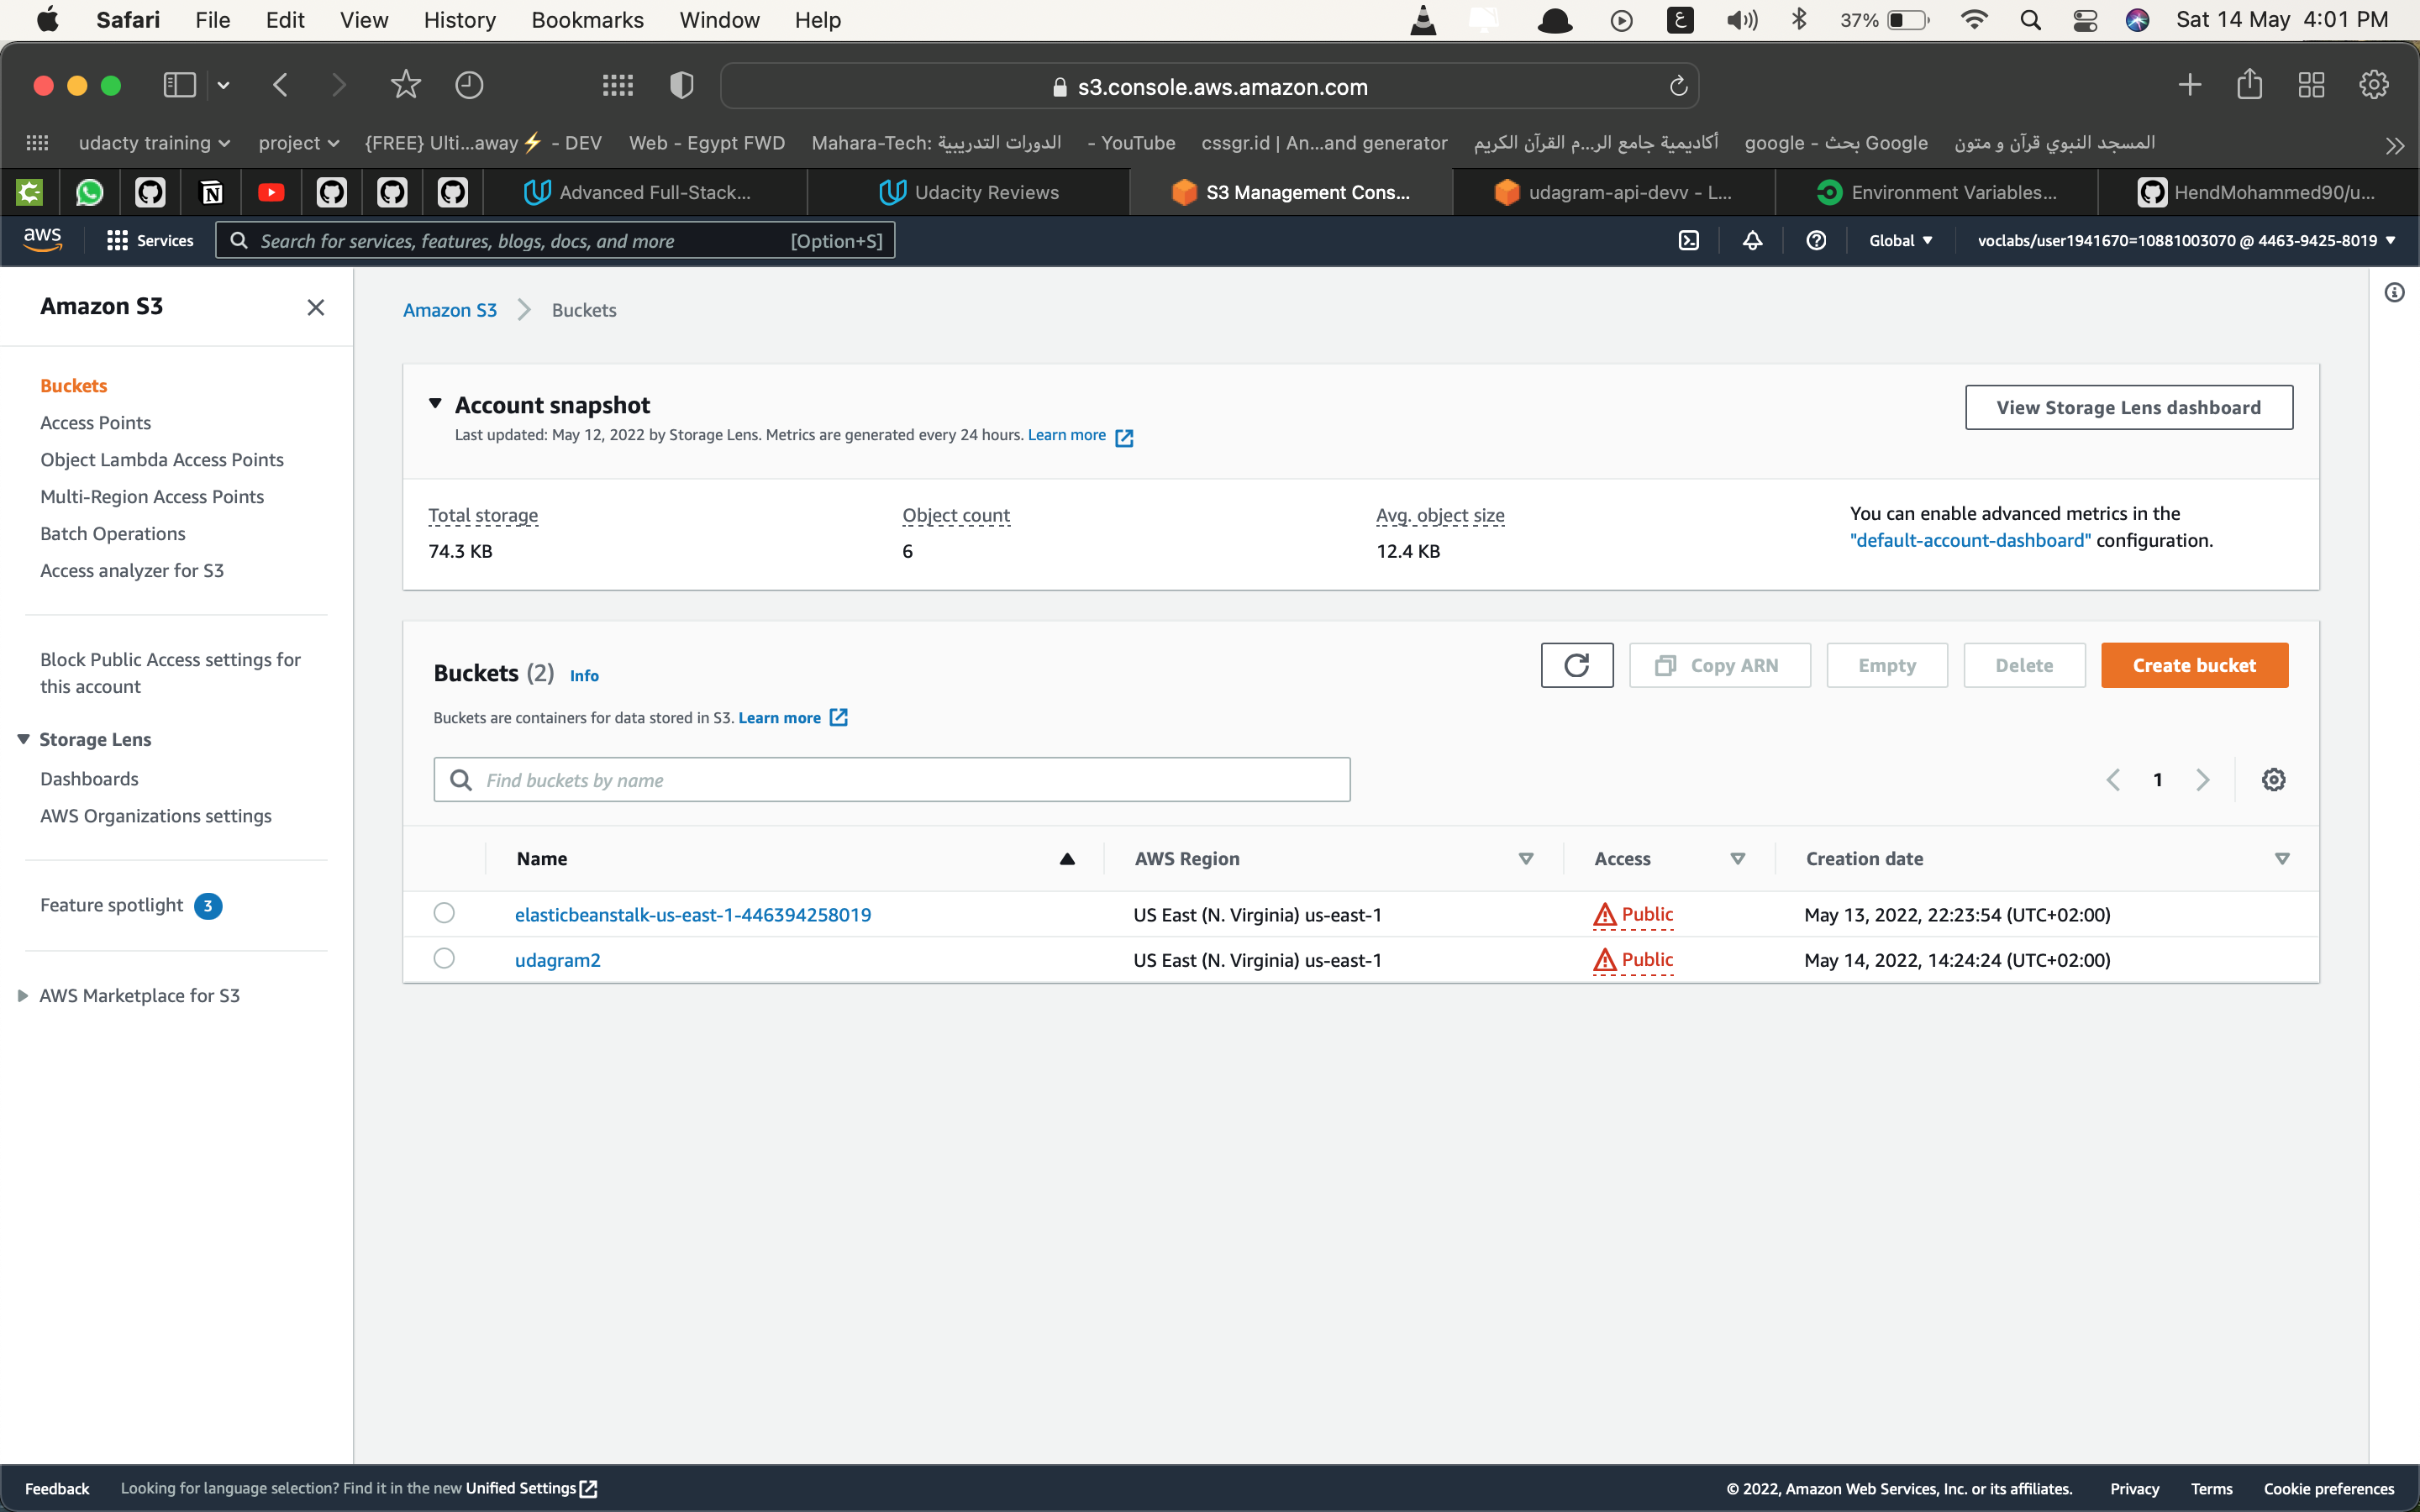 Safari File Edit View History Bookmarks Window Help ع 37% Sat 14 May 4:01 PM
s3.console.aws.amazon.com
udacty training project {FREE} Ulti...away⚡ - DEV Web - Egypt FWD Mahara-Tech: الدورات التدريبية - YouTube cssgr.id | An...and generator أكاديمية جامع الر...م القرآن الكريم google - بحث Google المسجد النبوي قرآن و متون
Advanced Full-Stack... Udacity Reviews S3 Management Cons... udagram-api-devv - L... Environment Variables... HendMohammed90/u...
aws Services Search for services, features, blogs, docs, and more [Option+S] Global voclabs/user1941670=10881003070 @ 4463-9425-8019
Amazon S3
Buckets
Access Points
Object Lambda Access Points
Multi-Region Access Points
Batch Operations
Access analyzer for S3
Block Public Access settings for
this account
Storage Lens
Dashboards
AWS Organizations settings
Feature spotlight 3
AWS Marketplace for S3
Amazon S3 Buckets
Account snapshot
Last updated: May 12, 2022 by Storage Lens. Metrics are generated every 24 hours. Learn more
View Storage Lens dashboard
Total storage
74.3 KB
Object count
6
Avg. object size
12.4 KB
You can enable advanced metrics in the
"default-account-dashboard" configuration.
Buckets (2) Info
Copy ARN Empty Delete Create bucket
Buckets are containers for data stored in S3. Learn more
Find buckets by name
1
Name AWS Region Access Creation date
elasticbeanstalk-us-east-1-446394258019 US East (N. Virginia) us-east-1 Public May 13, 2022, 22:23:54 (UTC+02:00)
udagram2 US East (N. Virginia) us-east-1 Public May 14, 2022, 14:24:24 (UTC+02:00)
Feedback Looking for language selection? Find it in the new Unified Settings © 2022, Amazon Web Services, Inc. or its affiliates. Privacy Terms Cookie preferences